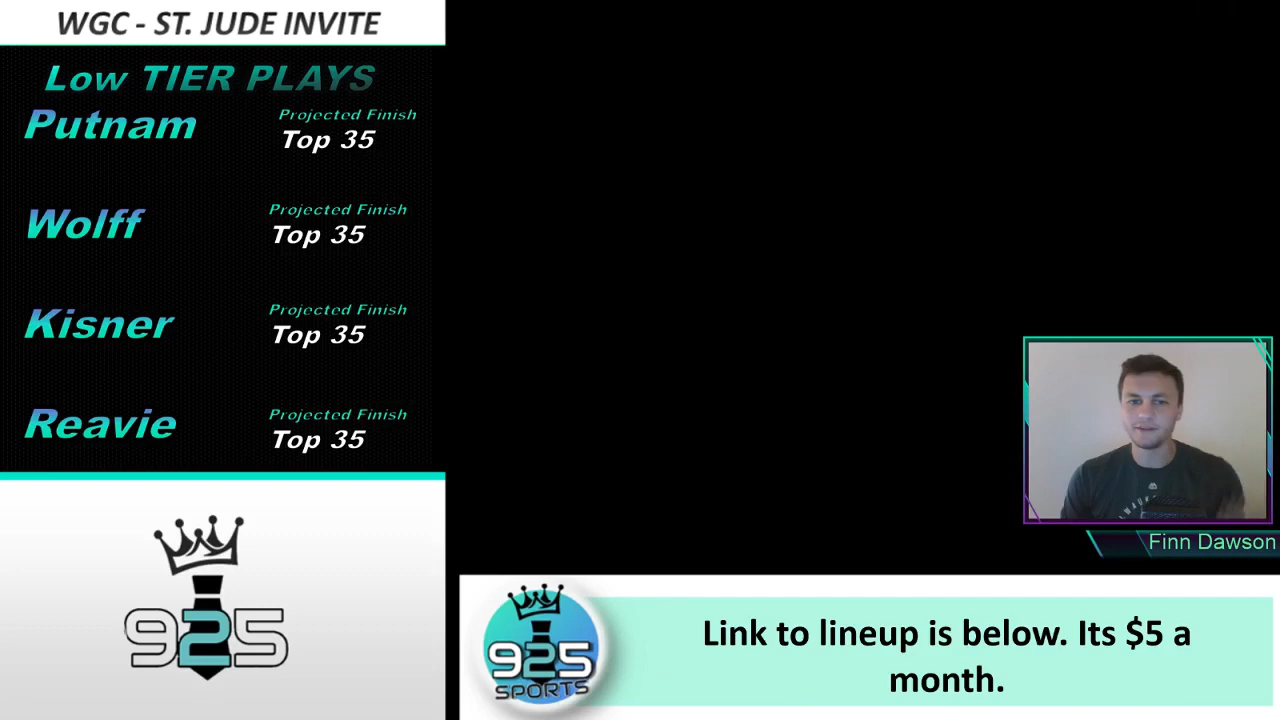 WGC - ST. JUDE INVITE
Low TIER PLAYS
Putnam
Projected Finish
Top 35
Wolff
Projected Finish
Top 35
Kisner
Projected Finish
Top 35
Reavie
Projected Finish
Top 35
925
Finn Dawson
925
SPORTS
Link to lineup is below. Its $5 a
month.